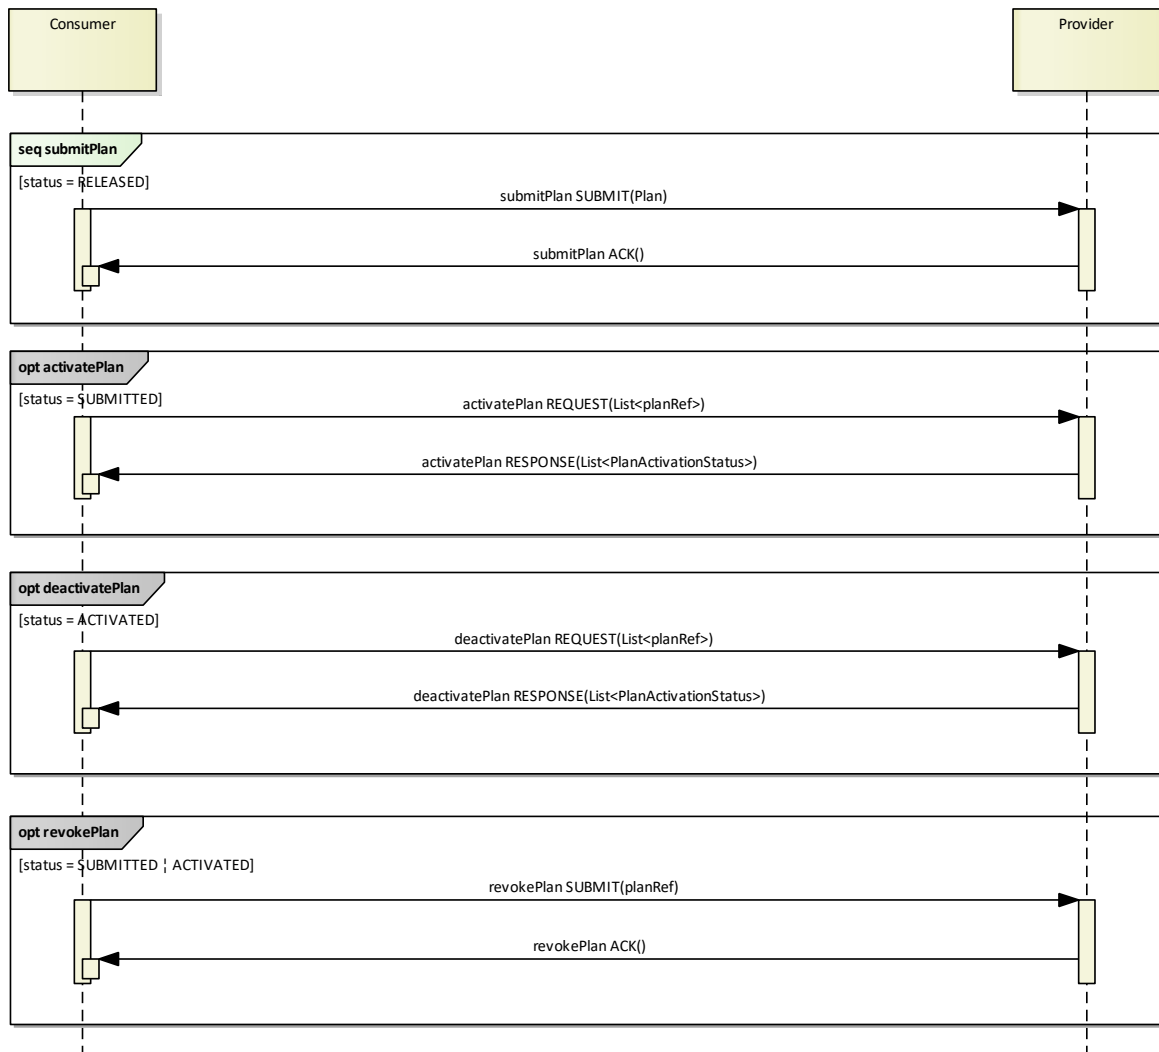 Consumer
Provider
seq submitPlan
[status = RELEASED]
submitPlan SUBMIT(Plan)
submitPlan ACK()
opt activatePlan
[status = SUBMITTED]
activatePlan REQUEST(List<planRef>)
activatePlan RESPONSE(List<PlanActivationStatus>)
opt deactivatePlan
[status = ACTIVATED]
deactivatePlan REQUEST(List<planRef>)
deactivatePlan RESPONSE(List<PlanActivationStatus>)
opt revokePlan
[status = SUBMITTED ¦ ACTIVATED]
revokePlan SUBMIT(planRef)
revokePlan ACK()